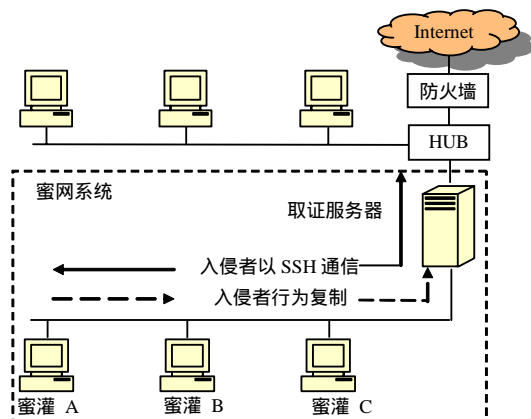 Internet
防火墙
HUB
蜜网系统
取证服务器
入侵者以 SSH 通信
入侵者行为复制
蜜灌 A
蜜灌 B
蜜灌 C